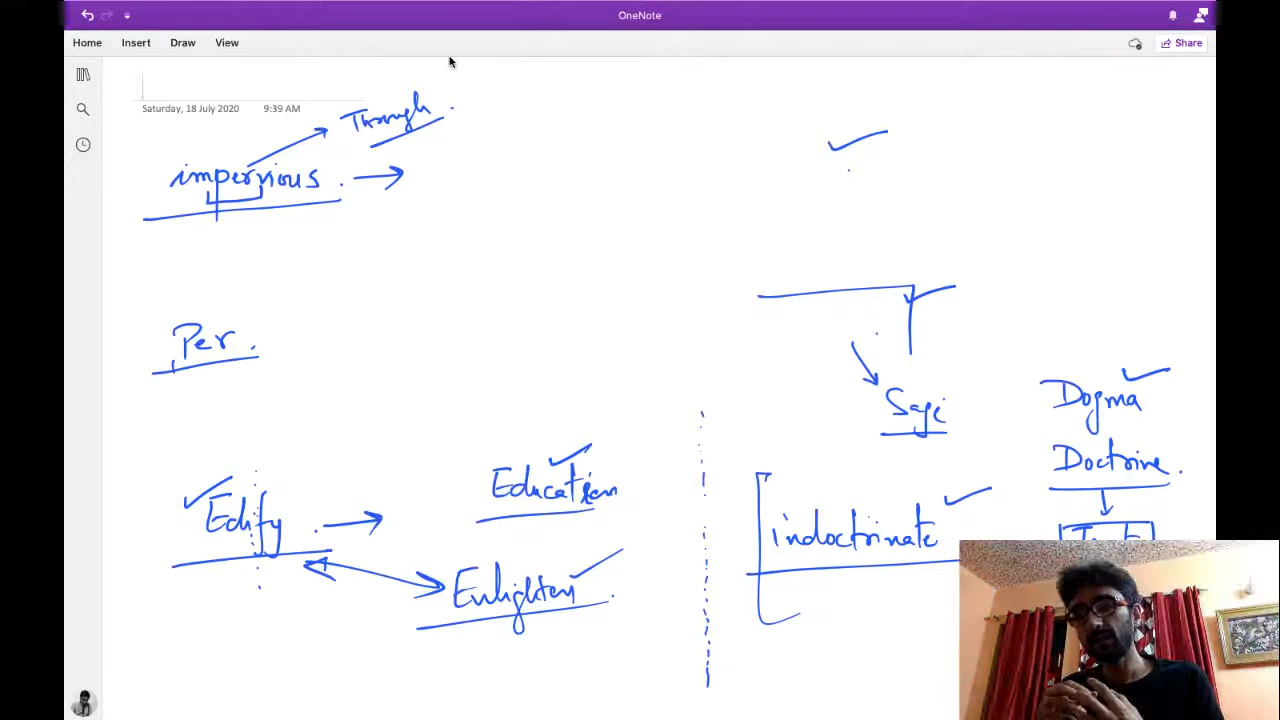 OneNote
Home Insert Draw View
Share
Saturday, 18 July 2020 9:39 AM
Through.
impervious.
Per.
Dogma
Doctrine.
Education
Edify.
indoctrinate
Enlighten.